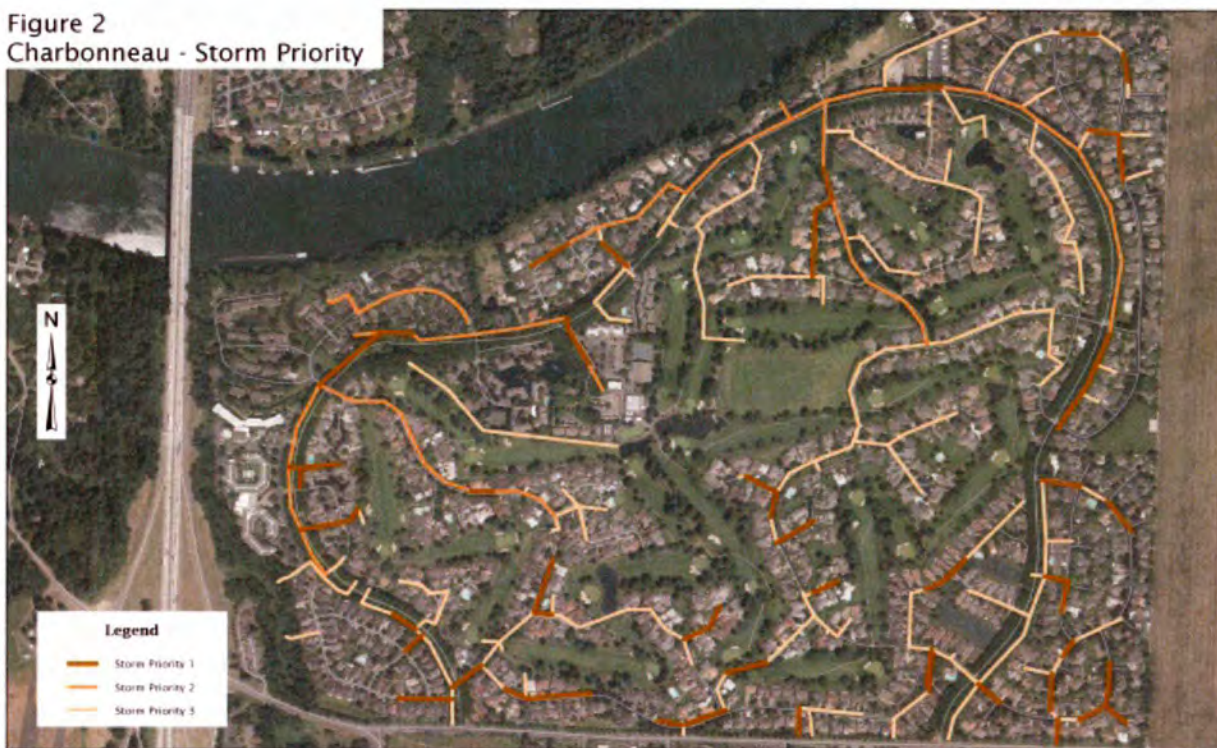 Figure 2
Charbonneau - Storm Priority
N
Legend
Storm Priority 1
Storm Priority 2
Storm Priority 3